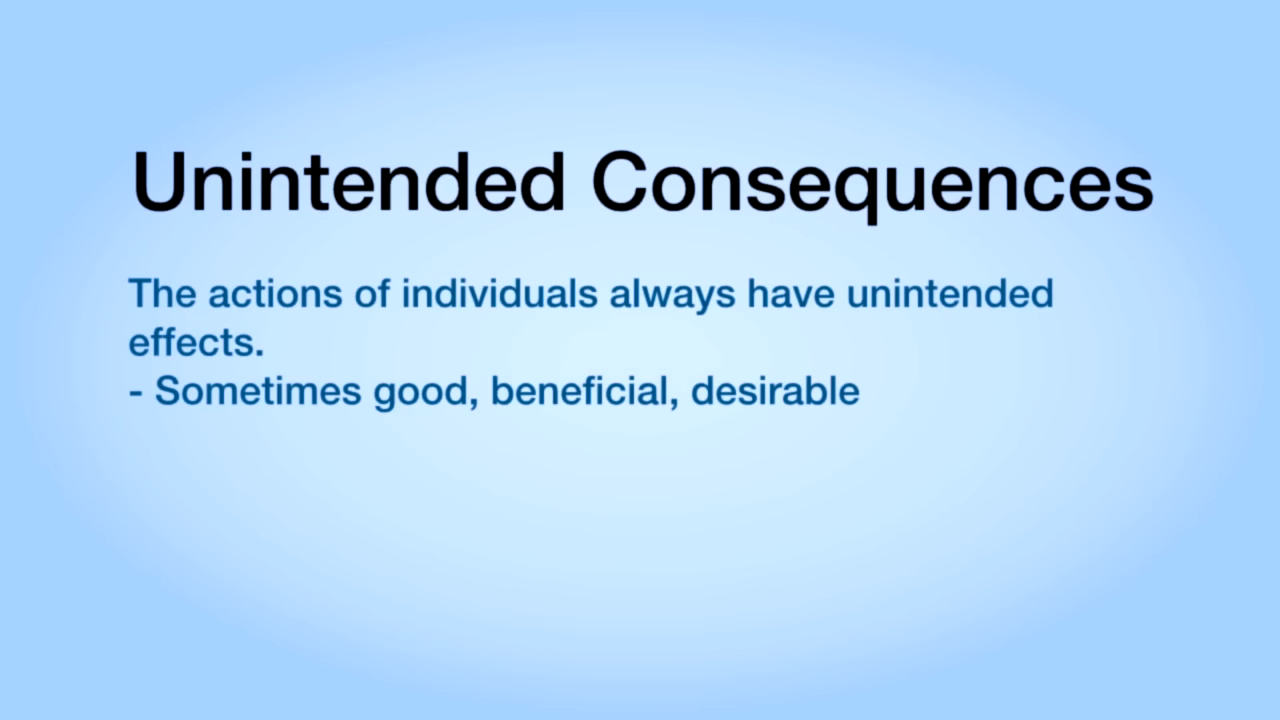 Unintended Consequences
The actions of individuals always have unintended
effects.
- Sometimes good, beneficial, desirable